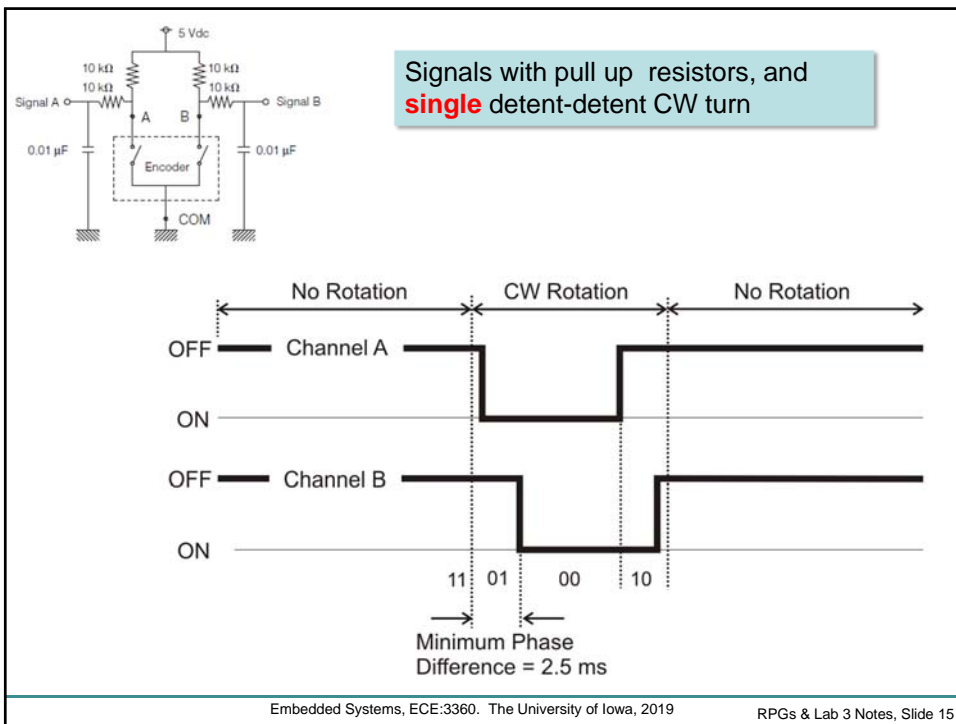 5 Vdc
10 kΩ 10 kΩ
10 kΩ 10 kΩ
Signal A Signal B
A B
0.01 μF 0.01 μF
Encoder
COM
Signals with pull up resistors, and
single detent-detent CW turn
No Rotation CW Rotation No Rotation
OFF Channel A
ON
OFF Channel B
ON
11 01 00 10
Minimum Phase
Difference = 2.5 ms
Embedded Systems, ECE:3360. The University of Iowa, 2019 RPGs & Lab 3 Notes, Slide 15